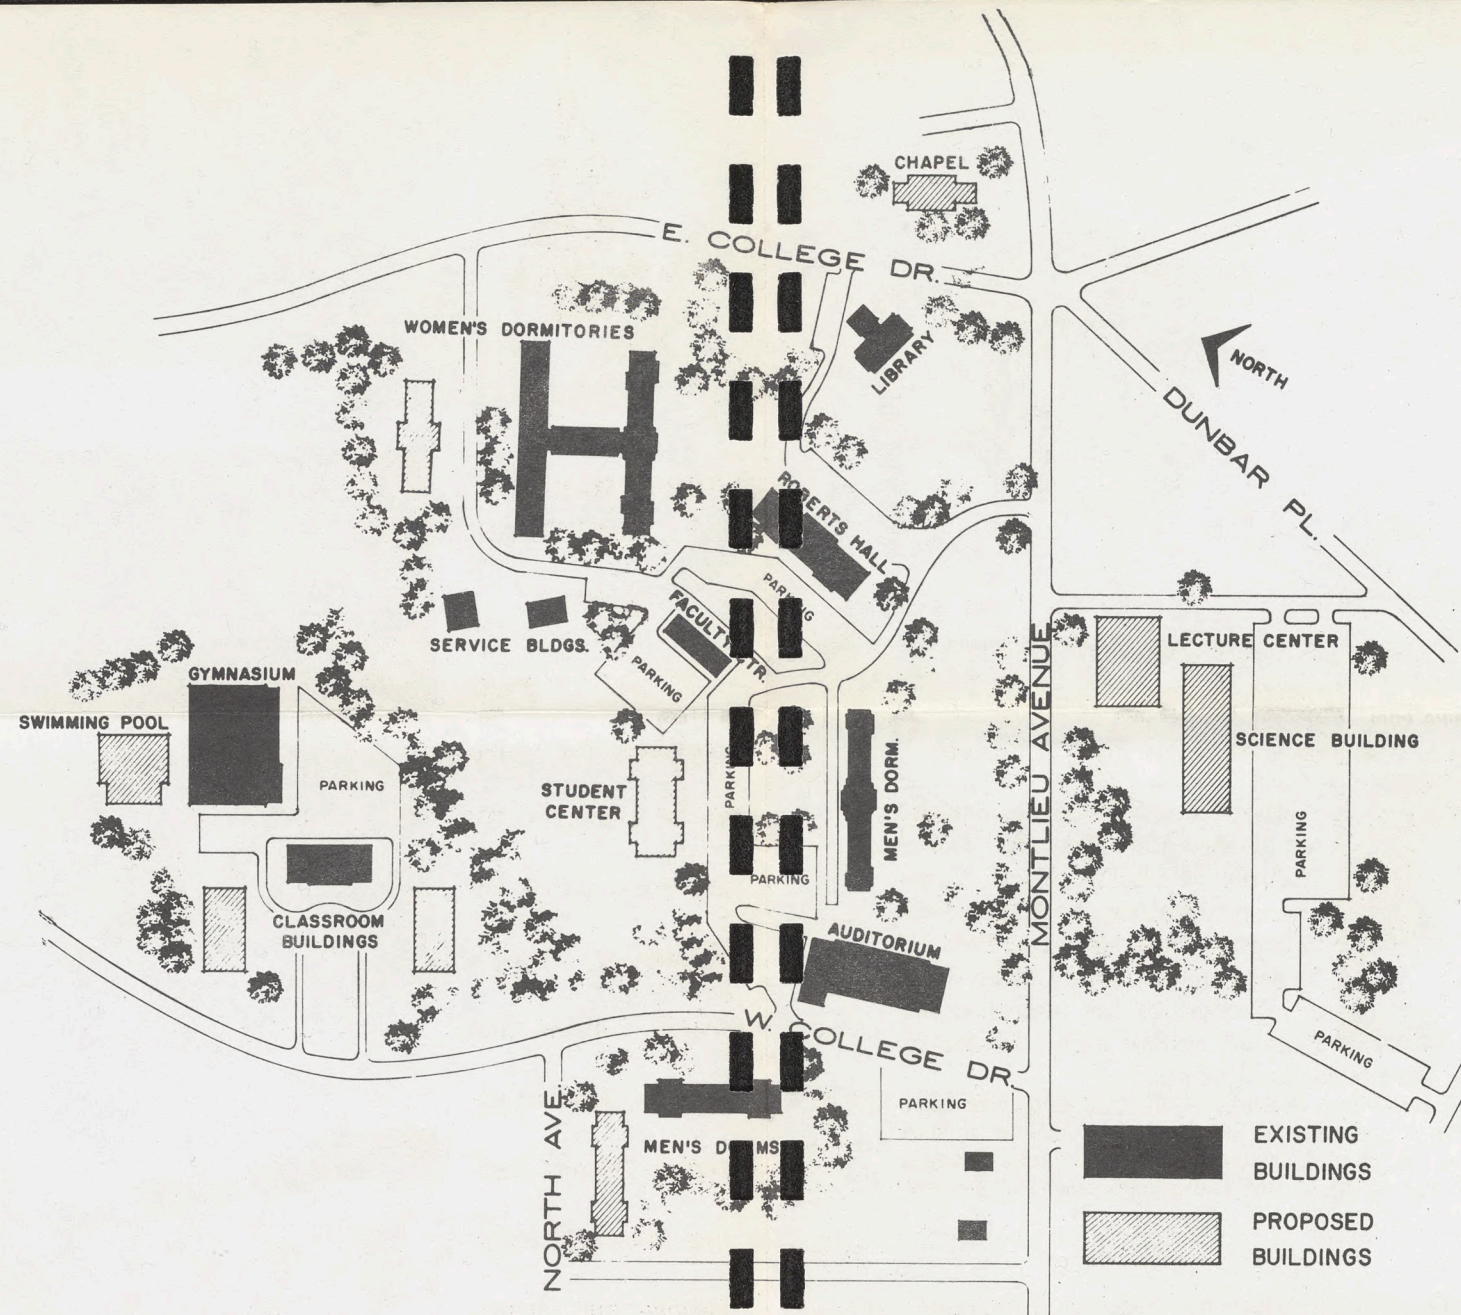 CHAPEL
E. COLLEGE DR.
WOMEN'S DORMITORIES
LIBRARY
NORTH
DUNBAR PL.
ROBERTS HALL
PARKING
FACULTY CTR.
SERVICE BLDGS.
PARKING
LECTURE CENTER
GYMNASIUM
SWIMMING POOL
SCIENCE BUILDING
PARKING
PARKING
STUDENT
CENTER
MEN'S DORM.
MONTLIEU AVENUE
PARKING
PARKING
CLASSROOM
BUILDINGS
AUDITORIUM
W. COLLEGE DR.
PARKING
PARKING
NORTH AVE.
MEN'S DORMS
EXISTING
BUILDINGS
PROPOSED
BUILDINGS